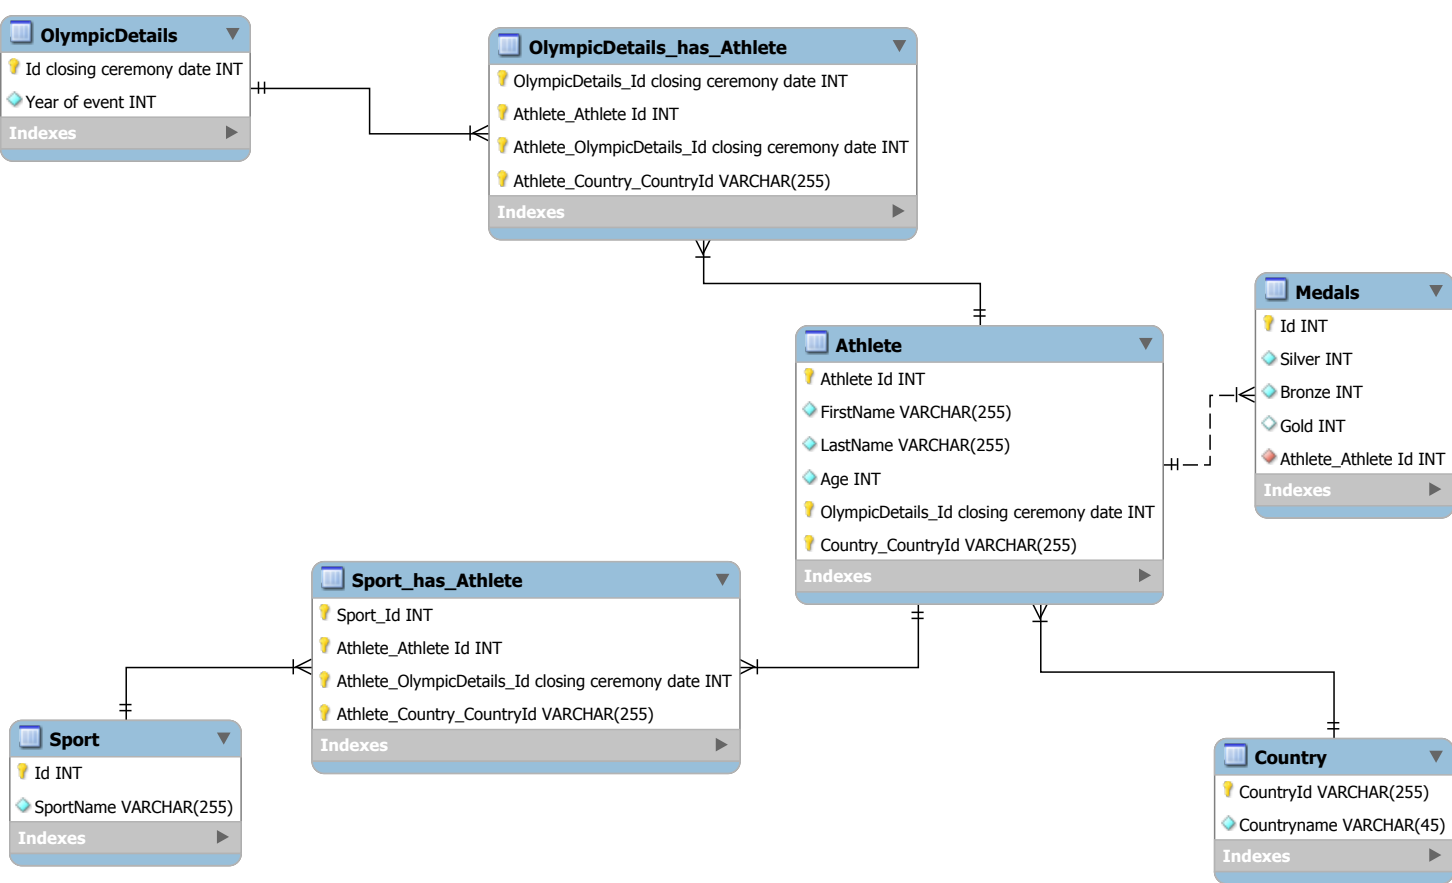 OlympicDetails
Id closing ceremony date INT
Year of event INT
Indexes
OlympicDetails_has_Athlete
OlympicDetails_Id closing ceremony date INT
Athlete_Athlete Id INT
Athlete_OlympicDetails_Id closing ceremony date INT
Athlete_Country_CountryId VARCHAR(255)
Indexes
Medals
Id INT
Silver INT
Bronze INT
Gold INT
Athlete_Athlete Id INT
Indexes
Athlete
Athlete Id INT
FirstName VARCHAR(255)
LastName VARCHAR(255)
Age INT
OlympicDetails_Id closing ceremony date INT
Country_CountryId VARCHAR(255)
Indexes
Sport_has_Athlete
Sport_Id INT
Athlete_Athlete Id INT
Athlete_OlympicDetails_Id closing ceremony date INT
Athlete_Country_CountryId VARCHAR(255)
Indexes
Sport
Id INT
SportName VARCHAR(255)
Indexes
Country
CountryId VARCHAR(255)
Countryname VARCHAR(45)
Indexes